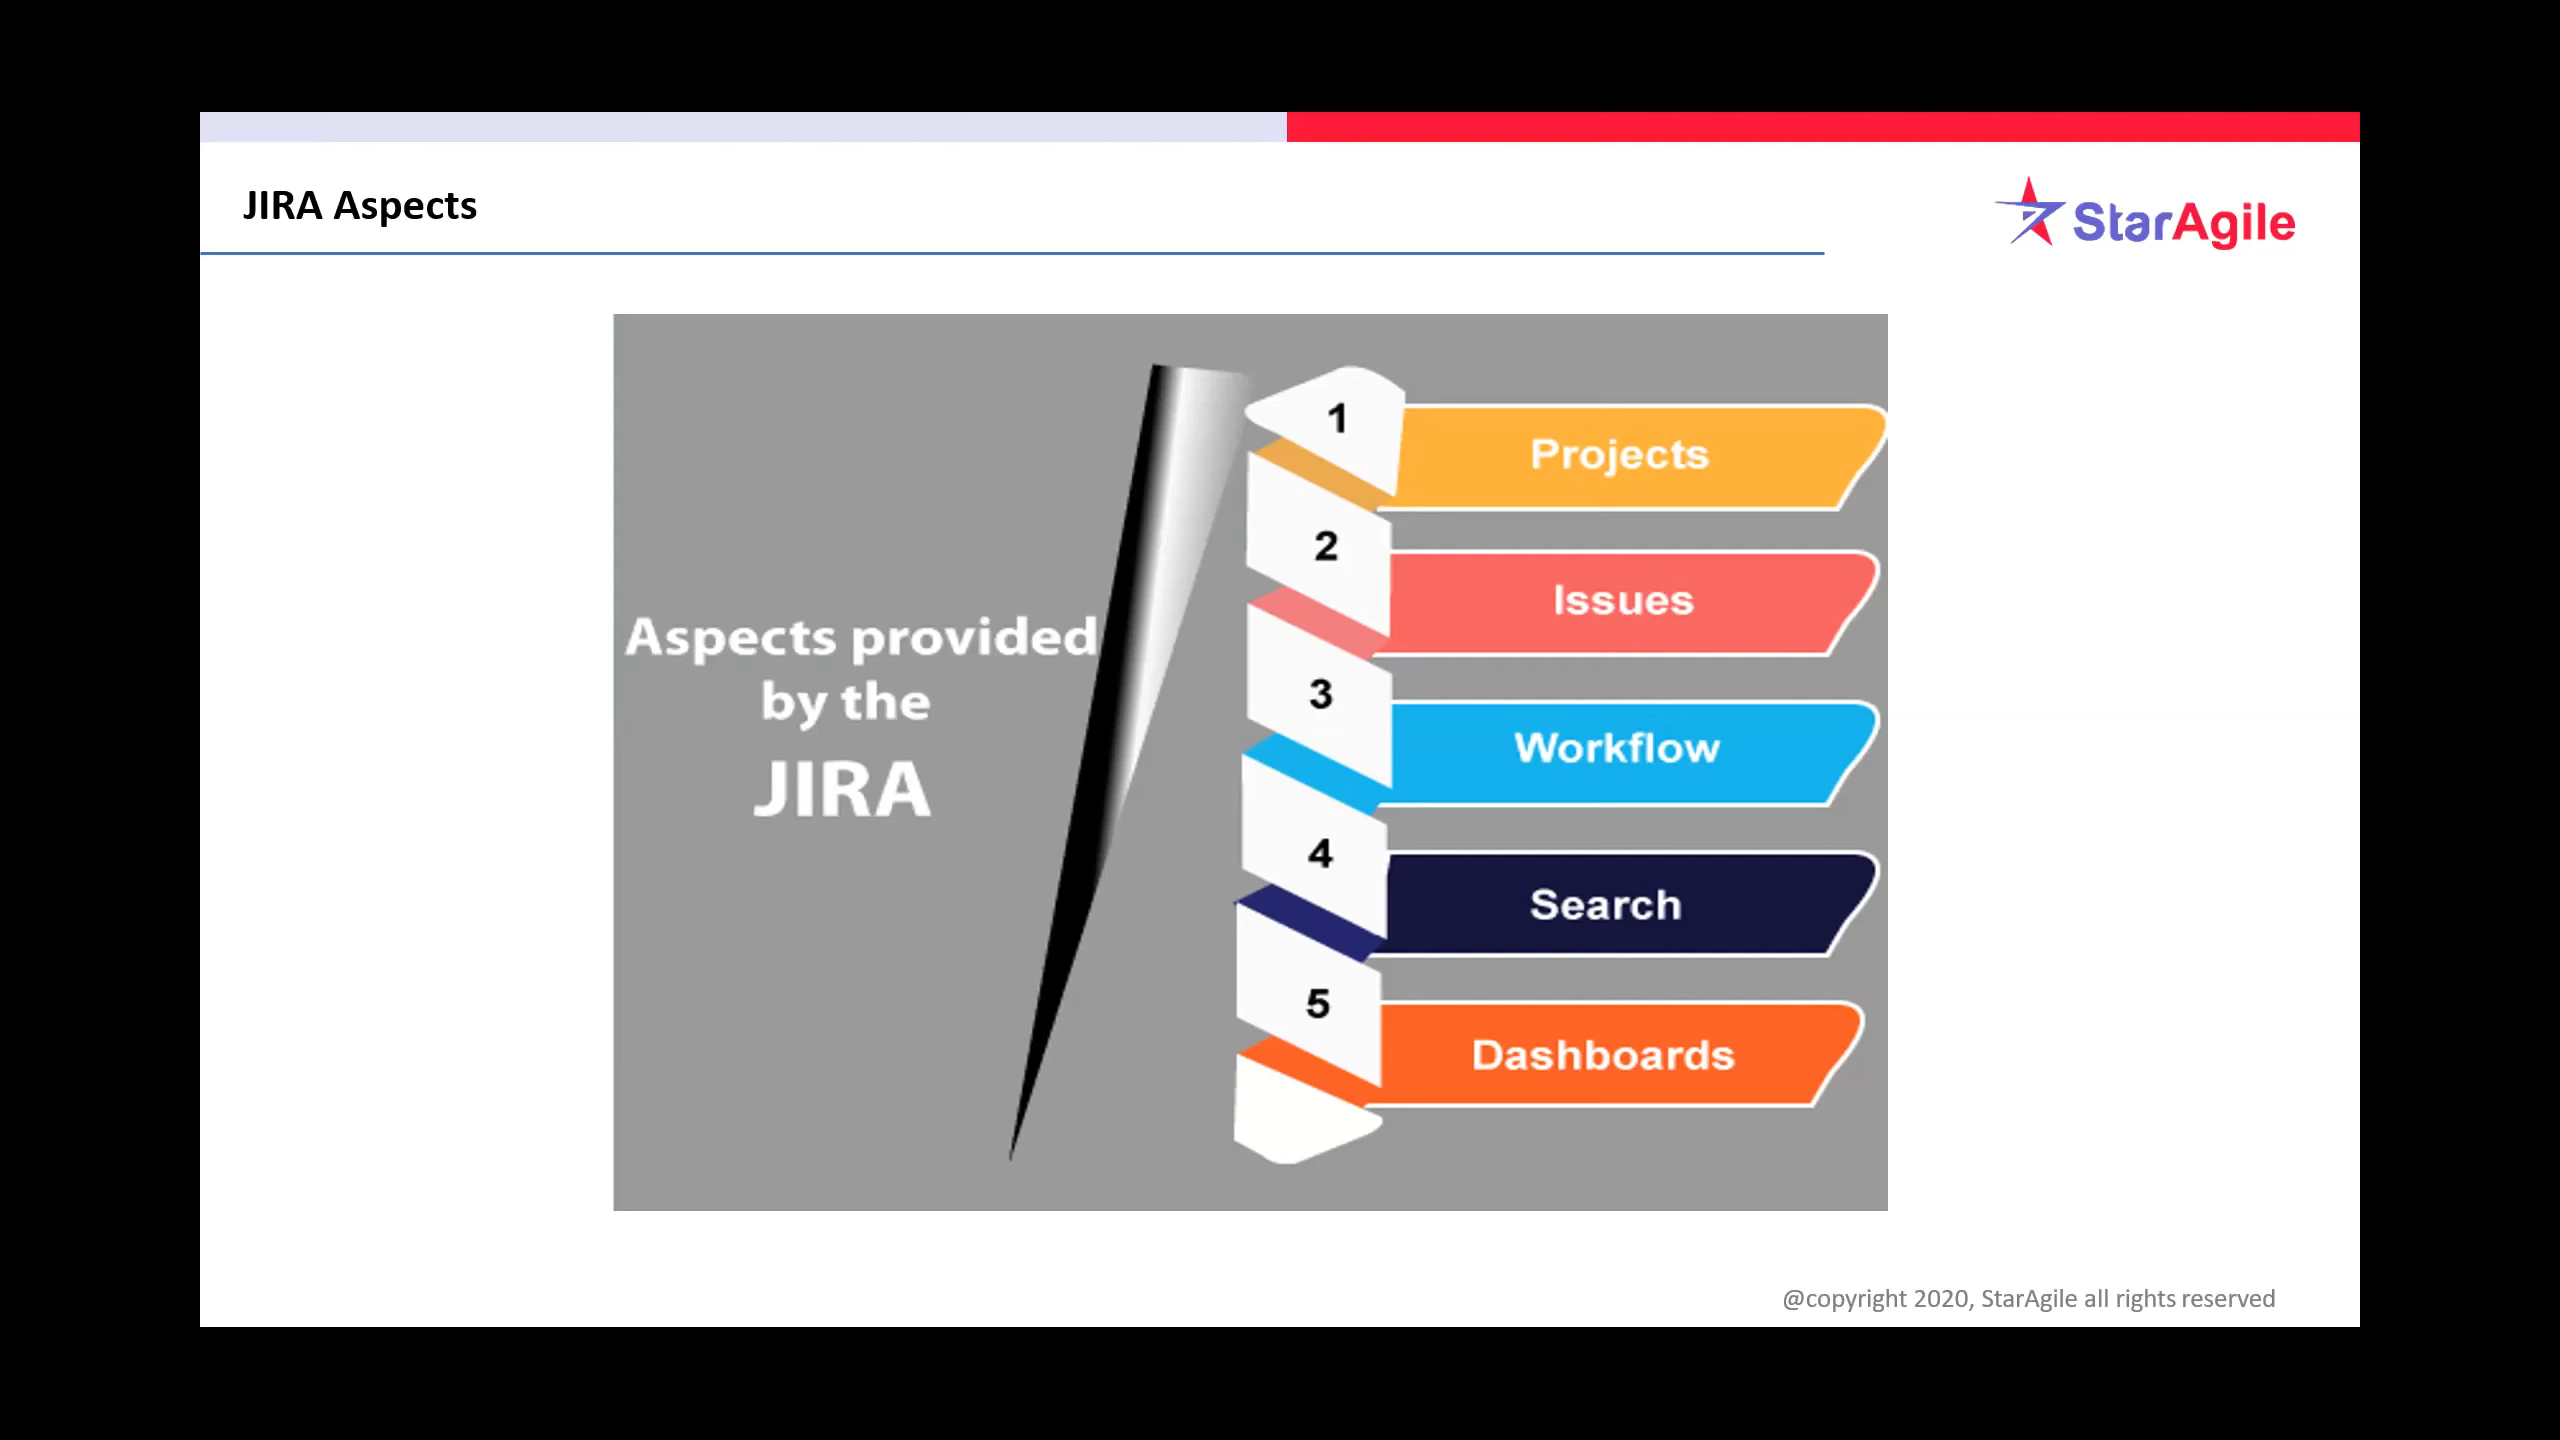 JIRA Aspects
StarAgile
Aspects provided
by the
JIRA
1
Projects
2
Issues
3
Workflow
4
Search
5
Dashboards
@copyright 2020, StarAgile all rights reserved